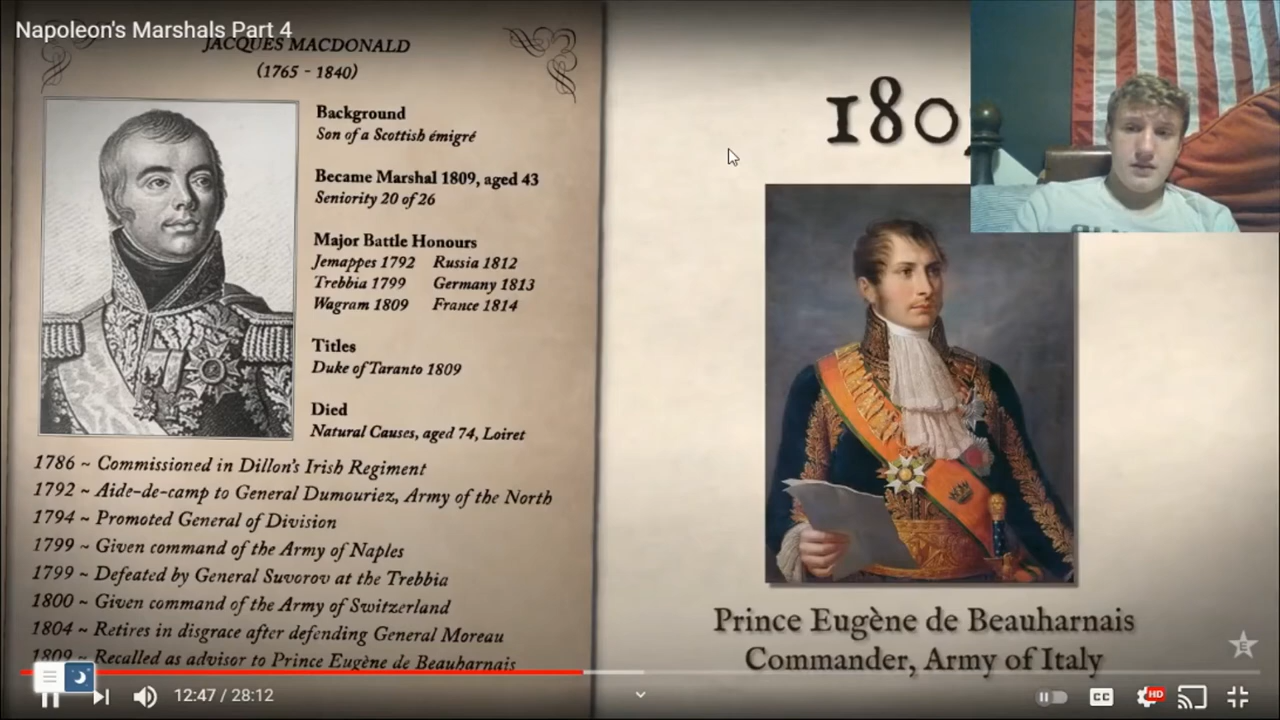 Napoleon's Marshals Part 4
JACQUES MACDONALD
(1765 - 1840)
Background
Son of a Scottish émigré
Became Marshal 1809, aged 43
Seniority 20 of 26
Major Battle Honours
Jemappes 1792 Russia 1812
Trebbia 1799 Germany 1813
Wagram 1809 France 1814
Titles
Duke of Taranto 1809
Died
Natural Causes, aged 74, Loiret
1786 ~ Commissioned in Dillon's Irish Regiment
1792 ~ Aide-de-camp to General Dumouriez, Army of the North
1794 ~ Promoted General of Division
1799 ~ Given command of the Army of Naples
1799 ~ Defeated by General Suvorov at the Trebbia
1800 ~ Given command of the Army of Switzerland
1804 ~ Retires in disgrace after defending General Moreau
1809 ~ Recalled as advisor to Prince Eugène de Beauharnais
180
Prince Eugène de Beauharnais
Commander, Army of Italy
E
12:47 / 28:12
CC
HD